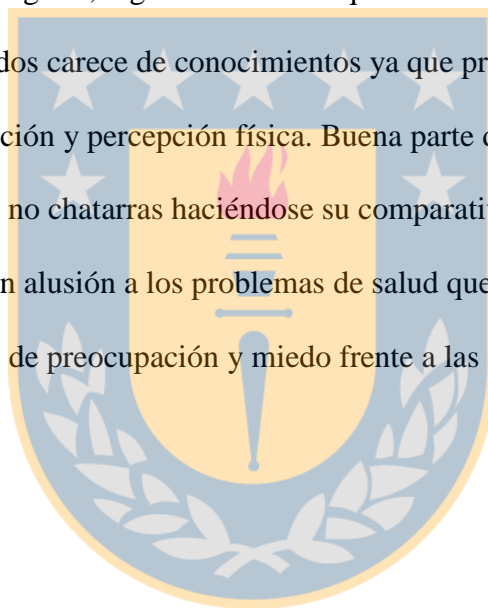 dos carece de conocimientos ya que pr
ción y percepción física. Buena parte
no chatarras haciéndose su comparati
n alusión a los problemas de salud que
de preocupación y miedo frente a las